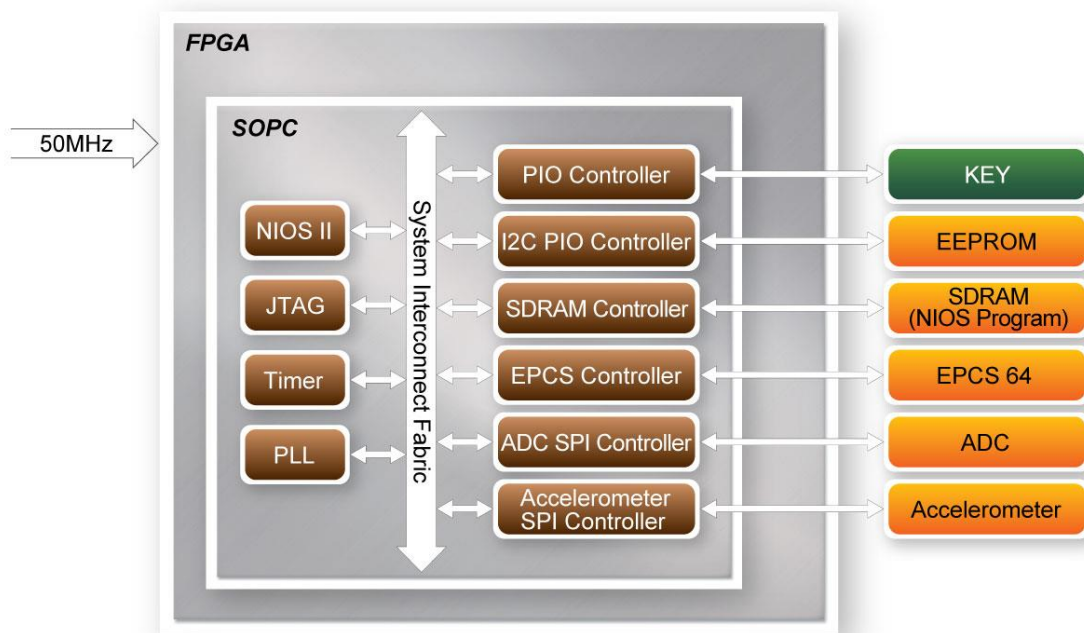 FPGA
50MHz
SOPC
NIOS II
JTAG
Timer
PLL
System Interconnect Fabric
PIO Controller
I2C PIO Controller
SDRAM Controller
EPCS Controller
ADC SPI Controller
Accelerometer
SPI Controller
KEY
EEPROM
SDRAM
(NIOS Program)
EPCS 64
ADC
Accelerometer